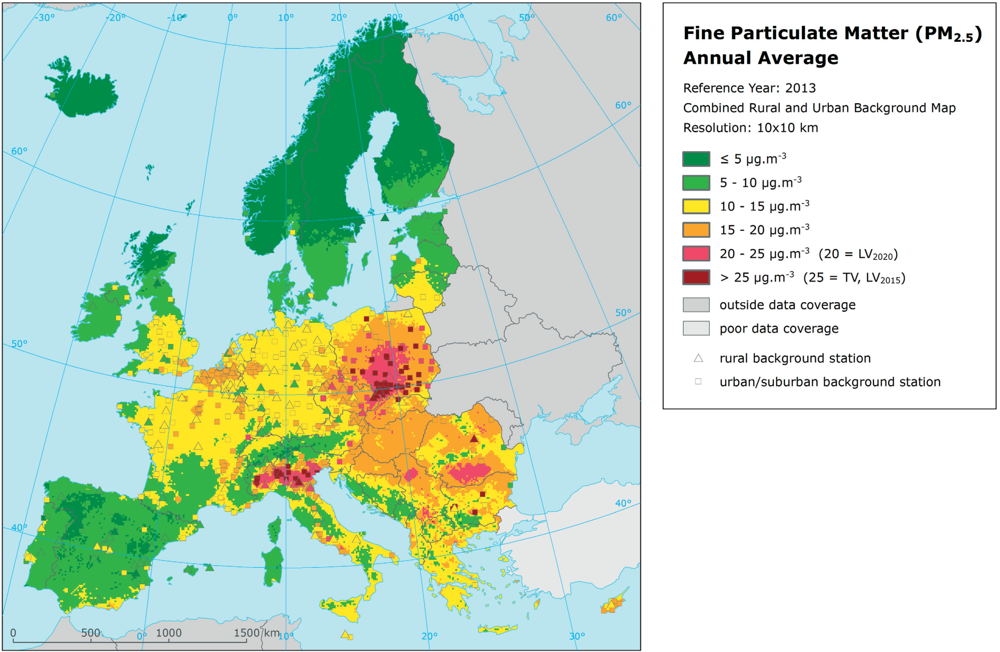 -30°
-20°
-10°
0°
10°
20°
30°
40°
50°
60°
60°
60°
50°
50°
40°
40°
0
500
1000
1500 km
0°
10°
20°
30°
Fine Particulate Matter (PM2.5)
Annual Average
Reference Year: 2013
Combined Rural and Urban Background Map
Resolution: 10x10 km
≤ 5 µg.m-3
5 - 10 µg.m-3
10 - 15 µg.m-3
15 - 20 µg.m-3
20 - 25 µg.m-3 (20 = LV2020)
> 25 µg.m-3 (25 = TV, LV2015)
outside data coverage
poor data coverage
rural background station
urban/suburban background station